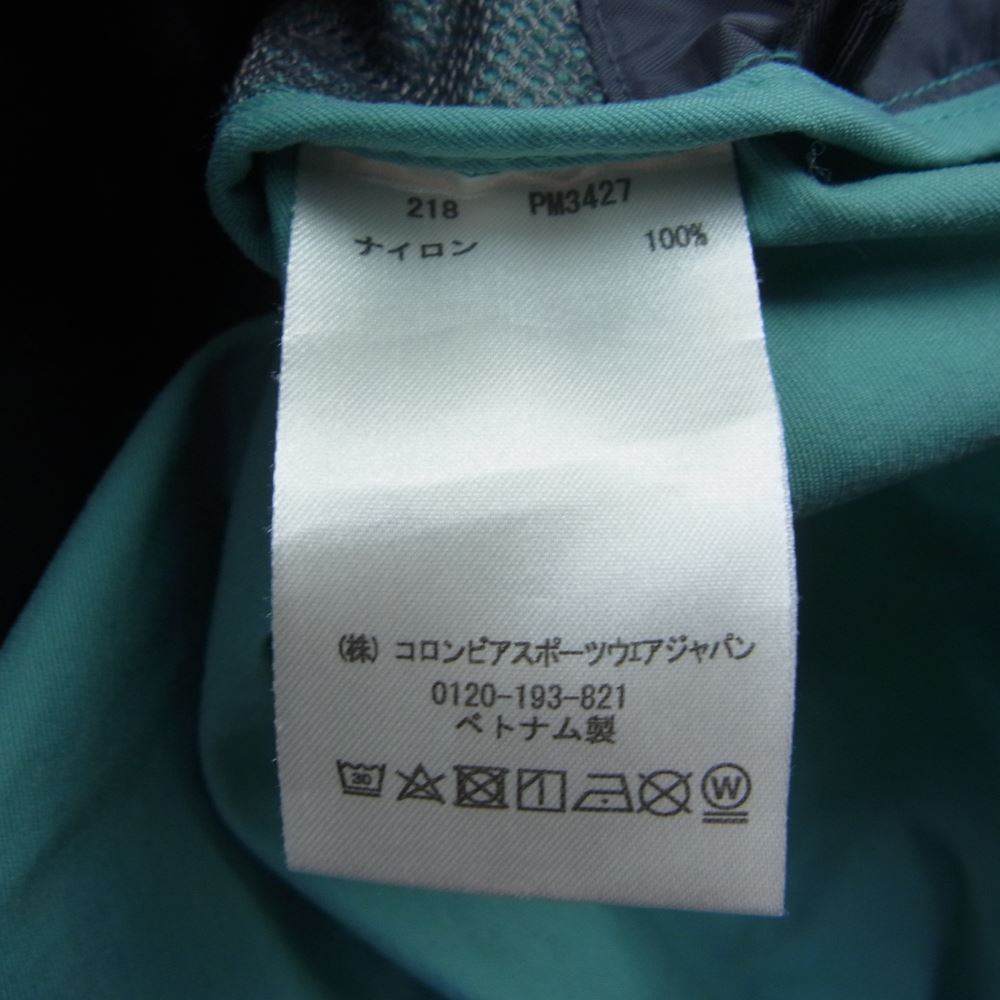 218 PM3427
ナイロン 100%
(株) コロンビアスポーツウェアジャパン
0120-193-821
ベトナム製
30 W